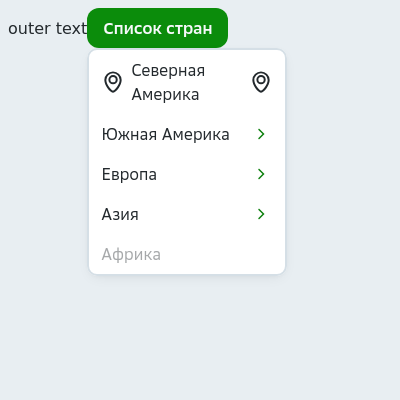 outer text Список стран
Северная
Америка
Южная Америка
Европа
Азия
Африка